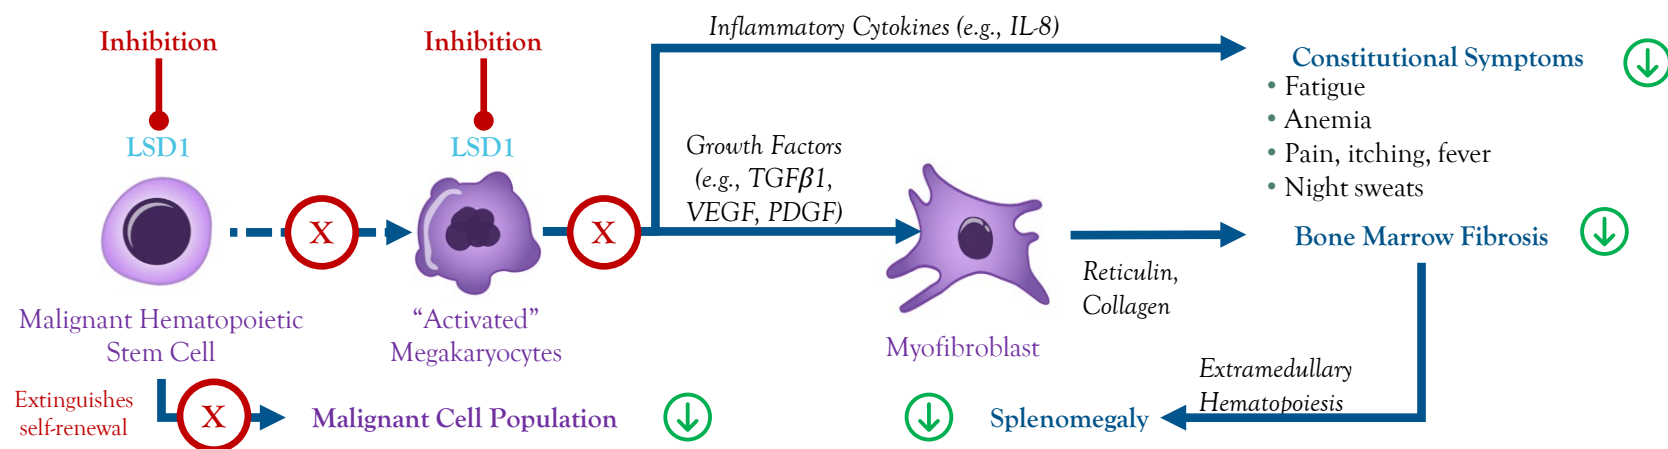 Inhibition
LSD1
Malignant Hematopoietic
Stem Cell
X
Inhibition
LSD1
"Activated"
Megakaryocytes
X
Inflammatory Cytokines (e.g., IL-8)
Growth Factors
(e.g., TGFβ1,
VEGF, PDGF)
Myofibroblast
Reticulin,
Collagen
Constitutional Symptoms
• Fatigue
• Anemia
• Pain, itching, fever
• Night sweats
Bone Marrow Fibrosis
Extramedullary
Hematopoiesis
Splenomegaly
Extinguishes
self-renewal
X
Malignant Cell Population